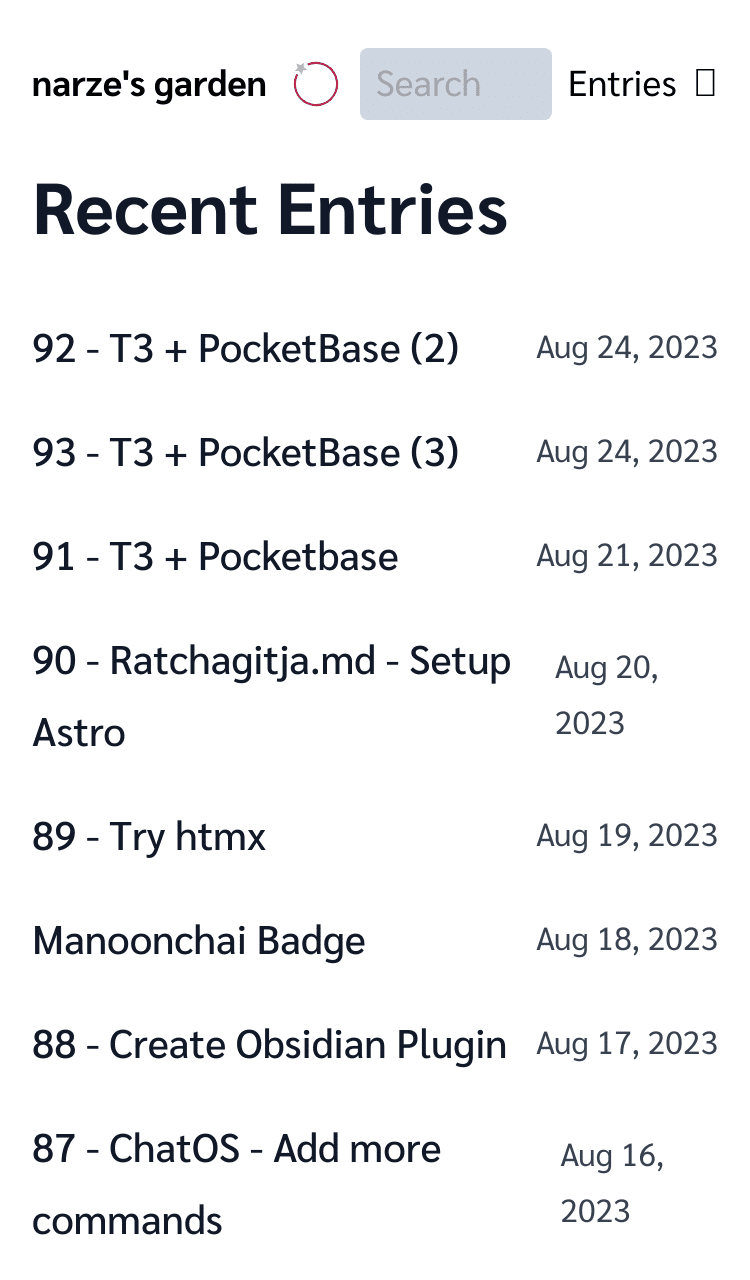 narze's garden Search Entries
Recent Entries
92 - T3 + PocketBase (2) Aug 24, 2023
93 - T3 + PocketBase (3) Aug 24, 2023
91 - T3 + Pocketbase Aug 21, 2023
90 - Ratchagitja.md - Setup
Astro
Aug 20,
2023
89 - Try htmx Aug 19, 2023
Manoonchai Badge Aug 18, 2023
88 - Create Obsidian Plugin Aug 17, 2023
87 - ChatOS - Add more
commands
Aug 16,
2023